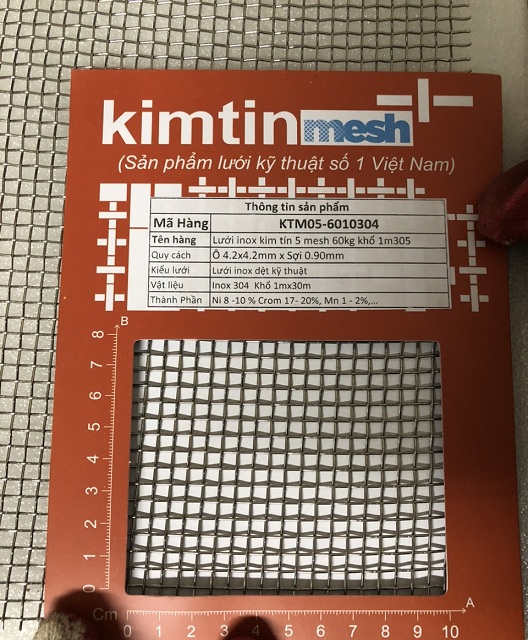 kimtin mesh
(Sản phẩm lưới kỹ thuật số 1 Việt Nam)
Thông tin sản phẩm
Mã Hàng KTM05-6010304
Tên hàng Lưới inox kim tín 5 mesh 60kg khổ 1m305
Quy cách Ô 4.2x4.2mm x Sợi 0.90mm
Kiểu lưới Lưới inox dệt kỹ thuật
Vật liệu Inox 304 Khổ 1mx30m
Thành Phần Ni 8 -10 % Crom 17- 20%, Mn 1 - 2%,...
B
8
7
6
5
4
3
2
1
0
Cm 0 1 2 3 4 5 6 7 8 9 10 A